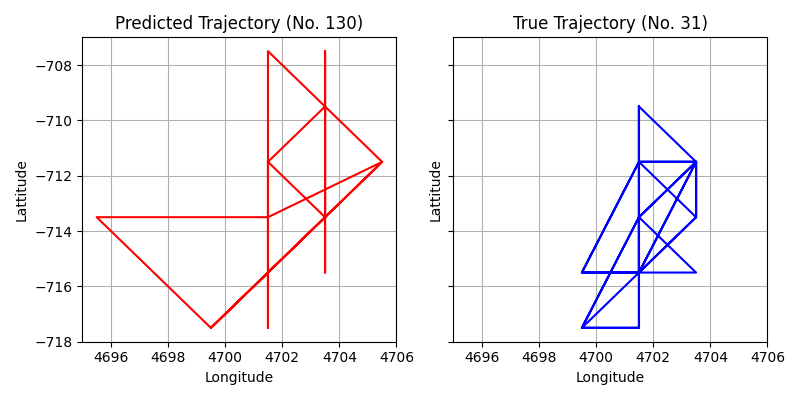 Predicted Trajectory (No. 130)
True Trajectory (No. 31)
−708
−710
−712
−714
−716
−718
Lattitude
Lattitude
4696 4698 4700 4702 4704 4706
4696 4698 4700 4702 4704 4706
Longitude
Longitude